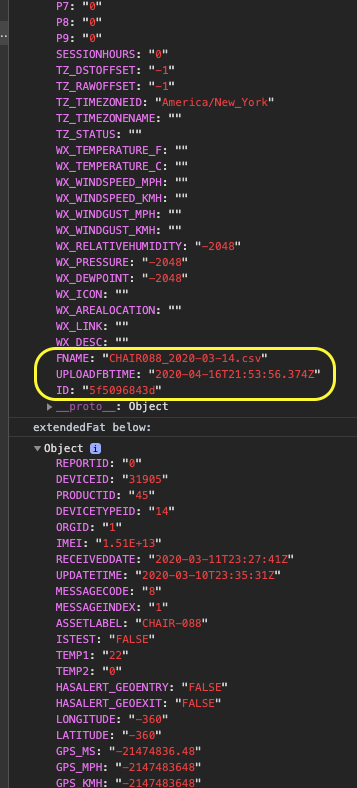 P7: "0"
P8: "0"
P9: "0"
SESSIONHOURS: "0"
TZ_DSTOFFSET: "-1"
TZ_RAWOFFSET: "-1"
TZ_TIMEZONEID: "America/New_York"
TZ_TIMEZONENAME: ""
TZ_STATUS: ""
WX_TEMPERATURE_F: ""
WX_TEMPERATURE_C: ""
WX_WINDSPEED_MPH: ""
WX_WINDSPEED_KMH: ""
WX_WINDGUST_MPH: ""
WX_WINDGUST_KMH: ""
WX_RELATIVEHUMIDITY: "-2048"
WX_PRESSURE: "-2048"
WX_DEWPOINT: "-2048"
WX_ICON: ""
WX_AREALOCATION: ""
WX_LINK: ""
WX_DESC: ""
FNAME: "CHAIR088_2020-03-14.csv"
UPLOADFBTIME: "2020-04-16T21:53:56.374Z"
ID: "5f5096843d"
__proto__: Object
extendedFat below:
Object i
REPORTID: "0"
DEVICEID: "31905"
PRODUCTID: "45"
DEVICETYPEID: "14"
ORGID: "1"
IMEI: "1.51E+13"
RECEIVEDDATE: "2020-03-11T23:27:41Z"
UPDATETIME: "2020-03-10T23:35:31Z"
MESSAGECODE: "8"
MESSAGEINDEX: "1"
ASSETLABEL: "CHAIR-088"
ISTEST: "FALSE"
TEMP1: "22"
TEMP2: "0"
HASALERT_GEOENTRY: "FALSE"
HASALERT_GEOEXIT: "FALSE"
LONGITUDE: "-360"
LATITUDE: "-360"
GPS_MS: "-21474836.48"
GPS_MPH: "-2147483648"
GPS_KMH: "-2147483648"